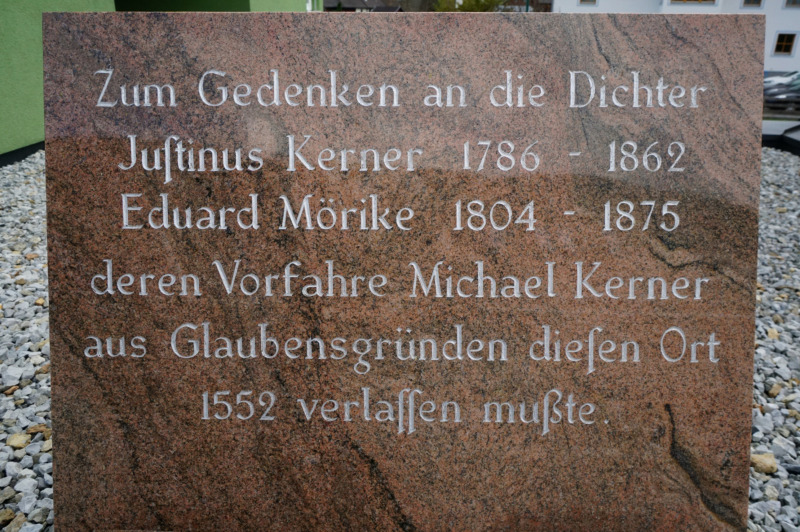 Zum Gedenken an die Dichter
Juſtinus Kerner 1786 - 1862
Eduard Mörike 1804 - 1875
deren Vorfahre Michael Kerner
aus Glaubensgründen dieſen Ort
1552 verlaſſen mußte.